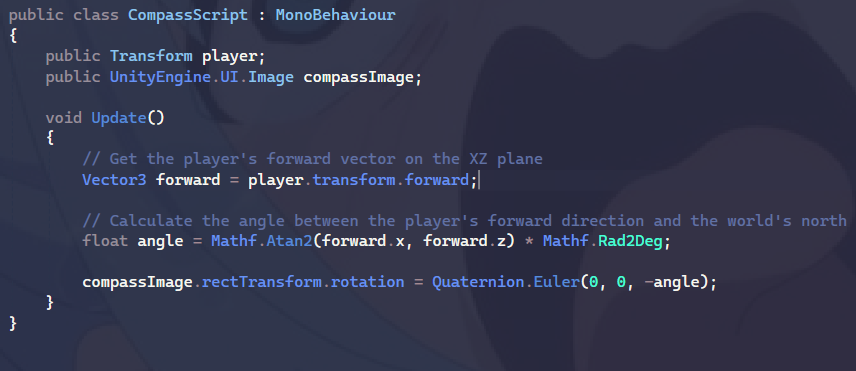 public class CompassScript : MonoBehaviour
{
    public Transform player;
    public UnityEngine.UI.Image compassImage;

    void Update()
    {
        // Get the player's forward vector on the XZ plane
        Vector3 forward = player.transform.forward;

        // Calculate the angle between the player's forward direction and the world's north
        float angle = Mathf.Atan2(forward.x, forward.z) * Mathf.Rad2Deg;

        compassImage.rectTransform.rotation = Quaternion.Euler(0, 0, -angle);
    }
}